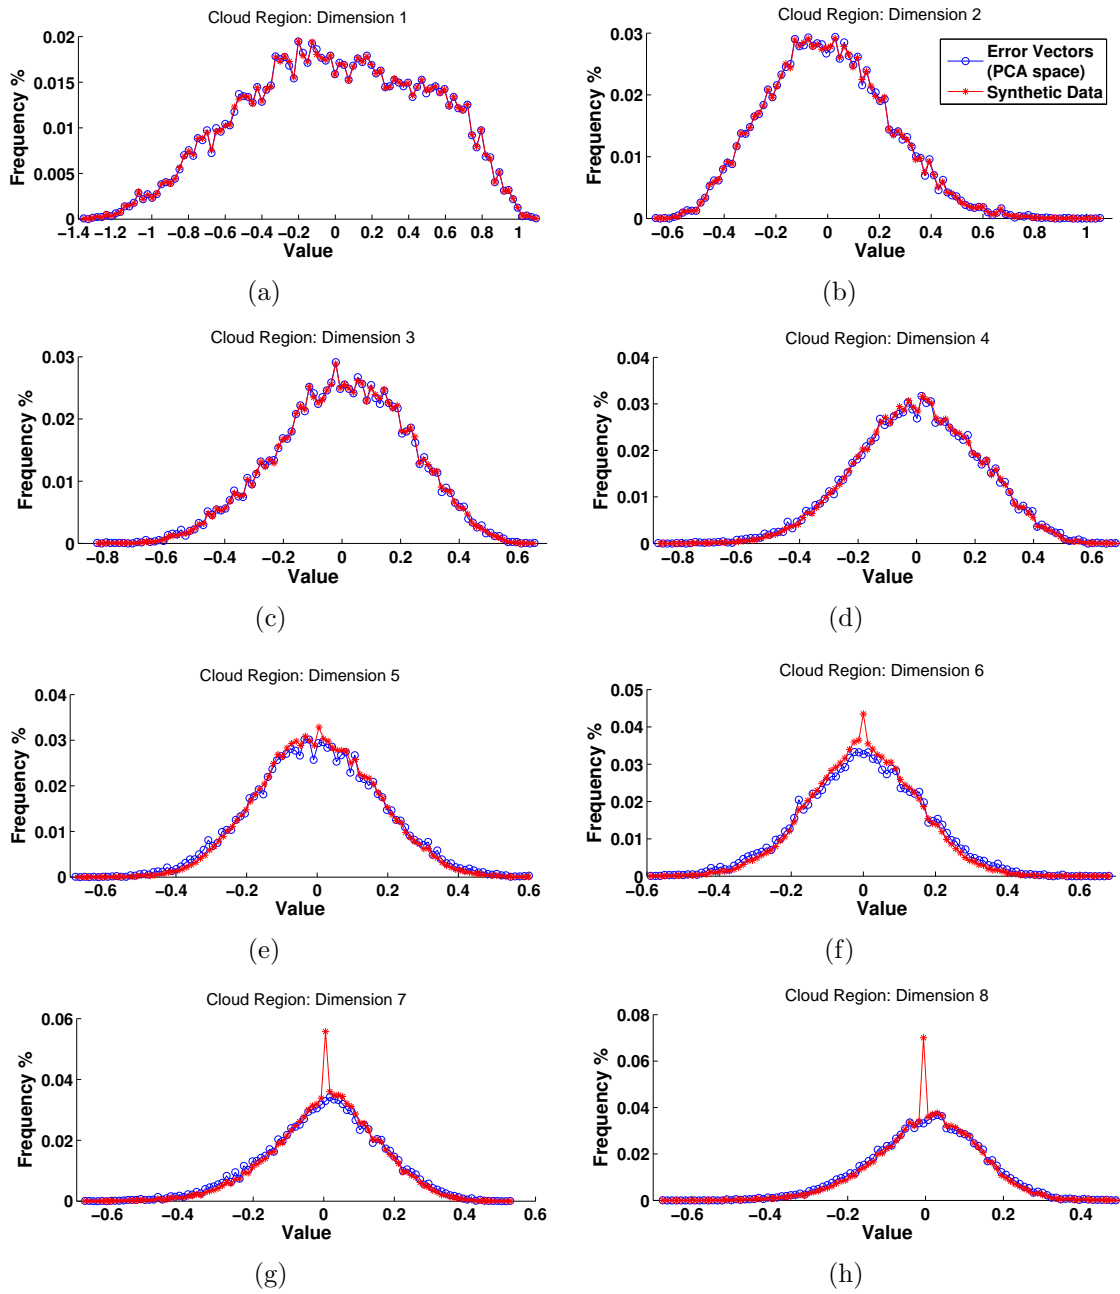 Cloud Region: Dimension 1
Frequency %
0.02
0.015
0.01
0.005
0
−1.4 −1.2 −1 −0.8 −0.6 −0.4 −0.2 0 0.2 0.4 0.6 0.8 1
Value
(a)
Cloud Region: Dimension 2
Frequency %
0.03
0.02
0.01
0
−0.6 −0.4 −0.2 0 0.2 0.4 0.6 0.8 1
Value
Error Vectors
(PCA space)
Synthetic Data
(b)
Cloud Region: Dimension 3
Frequency %
0.03
0.02
0.01
0
−0.8 −0.6 −0.4 −0.2 0 0.2 0.4 0.6
Value
(c)
Cloud Region: Dimension 4
Frequency %
0.04
0.03
0.02
0.01
0
−0.8 −0.6 −0.4 −0.2 0 0.2 0.4 0.6
Value
(d)
Cloud Region: Dimension 5
Frequency %
0.04
0.03
0.02
0.01
0
−0.6 −0.4 −0.2 0 0.2 0.4 0.6
Value
(e)
Cloud Region: Dimension 6
Frequency %
0.05
0.04
0.03
0.02
0.01
0
−0.6 −0.4 −0.2 0 0.2 0.4 0.6
Value
(f)
Cloud Region: Dimension 7
Frequency %
0.06
0.04
0.02
0
−0.6 −0.4 −0.2 0 0.2 0.4 0.6
Value
(g)
Cloud Region: Dimension 8
Frequency %
0.08
0.06
0.04
0.02
0
−0.6 −0.4 −0.2 0 0.2 0.4
Value
(h)